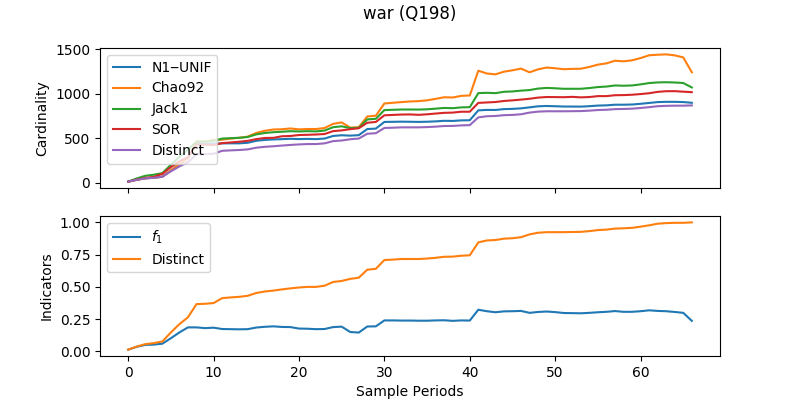 war (Q198)
1500
1000
500
0
Cardinality
N1−UNIF
Chao92
Jack1
SOR
Distinct
1.00
0.75
0.50
0.25
0.00
Indicators
f1
Distinct
0 10 20 30 40 50 60
Sample Periods